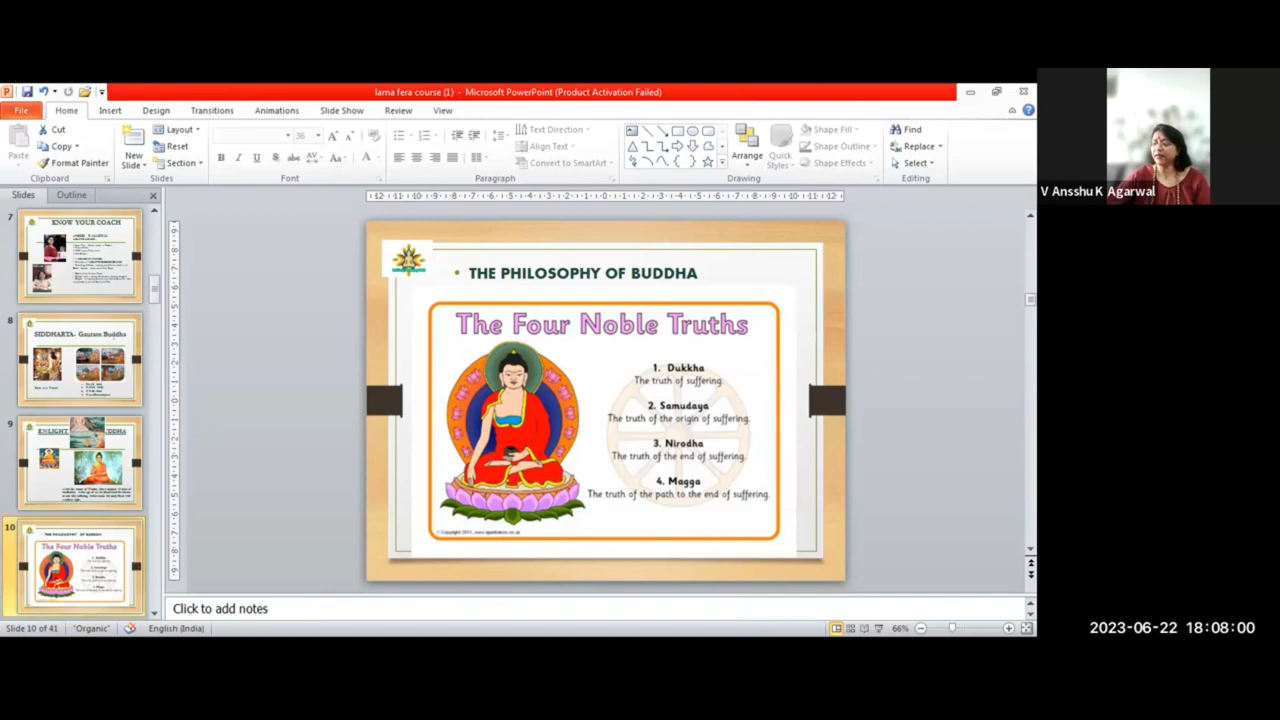 lama fera course (1) - Microsoft PowerPoint (Product Activation Failed)
File Home Insert Design Transitions Animations Slide Show Review View
Paste
Cut
Copy
Format Painter
Clipboard
New Slide
Layout
Reset
Section
Slides
36
Font
Text Direction
Align Text
Convert to SmartArt
Paragraph
Arrange
Quick Styles
Shape Fill
Shape Outline
Shape Effects
Drawing
Find
Replace
Select
Editing
V Ansshu K Agarwal
Slides Outline
7
KNOW YOUR COACH
8
SIDDHARTA- Gautam Buddha
9
10
THE PHILOSOPHY OF BUDDHA
The Four Noble Truths
• THE PHILOSOPHY OF BUDDHA
The Four Noble Truths
1. Dukkha
The truth of suffering.
2. Samudaya
The truth of the origin of suffering.
3. Nirodha
The truth of the end of suffering.
4. Magga
The truth of the path to the end of suffering.
Click to add notes
Slide 10 of 41 "Organic" English (India) 66%
2023-06-22 18:08:00